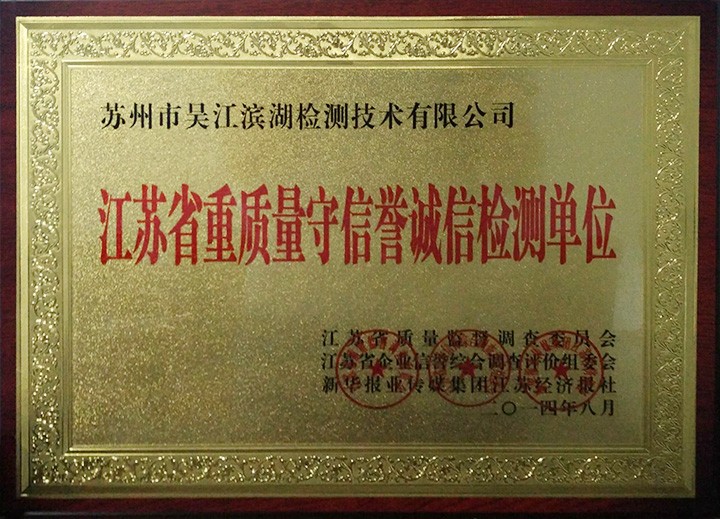 苏州市吴江滨湖检测技术有限公司
江苏省重质量守信誉诚信检测单位
江苏省质量监督调查委员会
江苏省企业信誉综合调查评价组委会
新华报业传媒集团江苏经济报社
二〇一四年八月